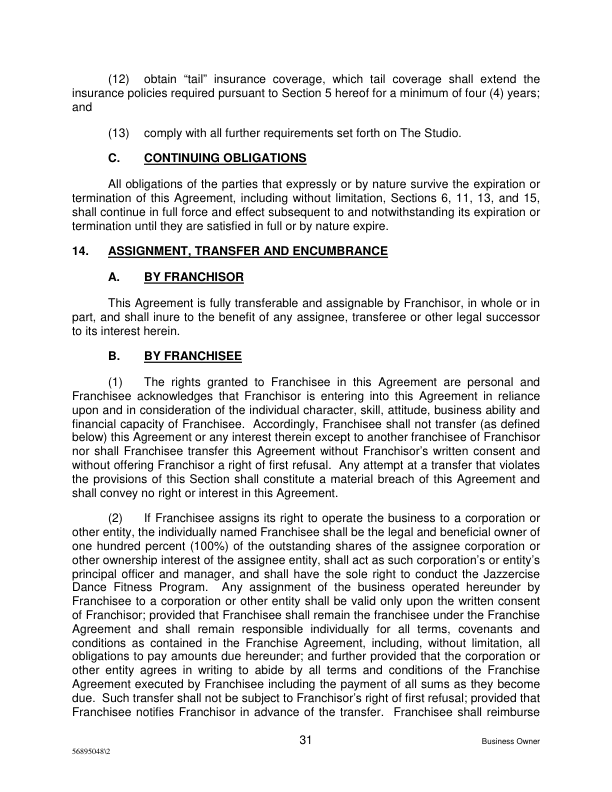 (12) obtain “tail” insurance coverage, which tail coverage shall extend the
insurance policies required pursuant to Section 5 hereof for a minimum of four (4) years;
and
(13) comply with all further requirements set forth on The Studio.
C. CONTINUING OBLIGATIONS
All obligations of the parties that expressly or by nature survive the expiration or
termination of this Agreement, including without limitation, Sections 6, 11, 13, and 15,
shall continue in full force and effect subsequent to and notwithstanding its expiration or
termination until they are satisfied in full or by nature expire.
14. ASSIGNMENT, TRANSFER AND ENCUMBRANCE
A. BY FRANCHISOR
This Agreement is fully transferable and assignable by Franchisor, in whole or in
part, and shall inure to the benefit of any assignee, transferee or other legal successor
to its interest herein.
B. BY FRANCHISEE
(1) The rights granted to Franchisee in this Agreement are personal and
Franchisee acknowledges that Franchisor is entering into this Agreement in reliance
upon and in consideration of the individual character, skill, attitude, business ability and
financial capacity of Franchisee. Accordingly, Franchisee shall not transfer (as defined
below) this Agreement or any interest therein except to another franchisee of Franchisor
nor shall Franchisee transfer this Agreement without Franchisor’s written consent and
without offering Franchisor a right of first refusal. Any attempt at a transfer that violates
the provisions of this Section shall constitute a material breach of this Agreement and
shall convey no right or interest in this Agreement.
(2) If Franchisee assigns its right to operate the business to a corporation or
other entity, the individually named Franchisee shall be the legal and beneficial owner of
one hundred percent (100%) of the outstanding shares of the assignee corporation or
other ownership interest of the assignee entity, shall act as such corporation’s or entity’s
principal officer and manager, and shall have the sole right to conduct the Jazzercise
Dance Fitness Program. Any assignment of the business operated hereunder by
Franchisee to a corporation or other entity shall be valid only upon the written consent
of Franchisor; provided that Franchisee shall remain the franchisee under the Franchise
Agreement and shall remain responsible individually for all terms, covenants and
conditions as contained in the Franchise Agreement, including, without limitation, all
obligations to pay amounts due hereunder; and further provided that the corporation or
other entity agrees in writing to abide by all terms and conditions of the Franchise
Agreement executed by Franchisee including the payment of all sums as they become
due. Such transfer shall not be subject to Franchisor’s right of first refusal; provided that
Franchisee notifies Franchisor in advance of the transfer. Franchisee shall reimburse
31
Business Owner
56895048\2